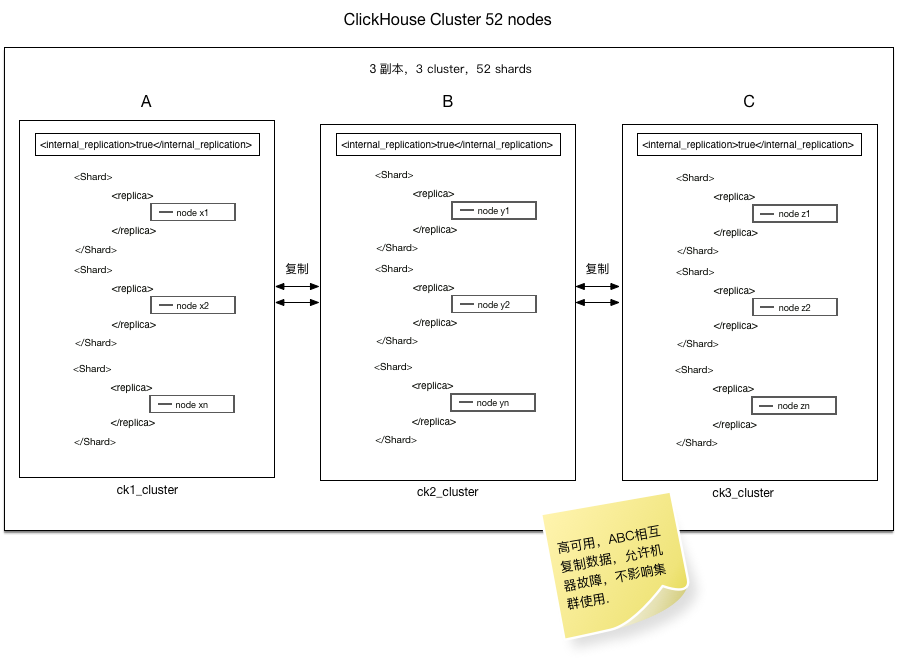 ClickHouse Cluster 52 nodes
3 副本，3 cluster，52 shards
A
<internal_replication>true</internal_replication>
<Shard>
<replica>
node x1
</replica>
</Shard>
<Shard>
<replica>
node x2
</replica>
</Shard>
<Shard>
<replica>
node xn
</replica>
</Shard>
ck1_cluster
复制
B
<internal_replication>true</internal_replication>
<Shard>
<replica>
node y1
</replica>
</Shard>
<Shard>
<replica>
node y2
</replica>
</Shard>
<Shard>
<replica>
node yn
</replica>
</Shard>
ck2_cluster
复制
C
<internal_replication>true</internal_replication>
<Shard>
<replica>
node z1
</replica>
</Shard>
<Shard>
<replica>
node z2
</replica>
</Shard>
<Shard>
<replica>
node zn
</replica>
</Shard>
ck3_cluster
高可用，ABC相互
复制数据，允许机
器故障，不影响集
群使用.